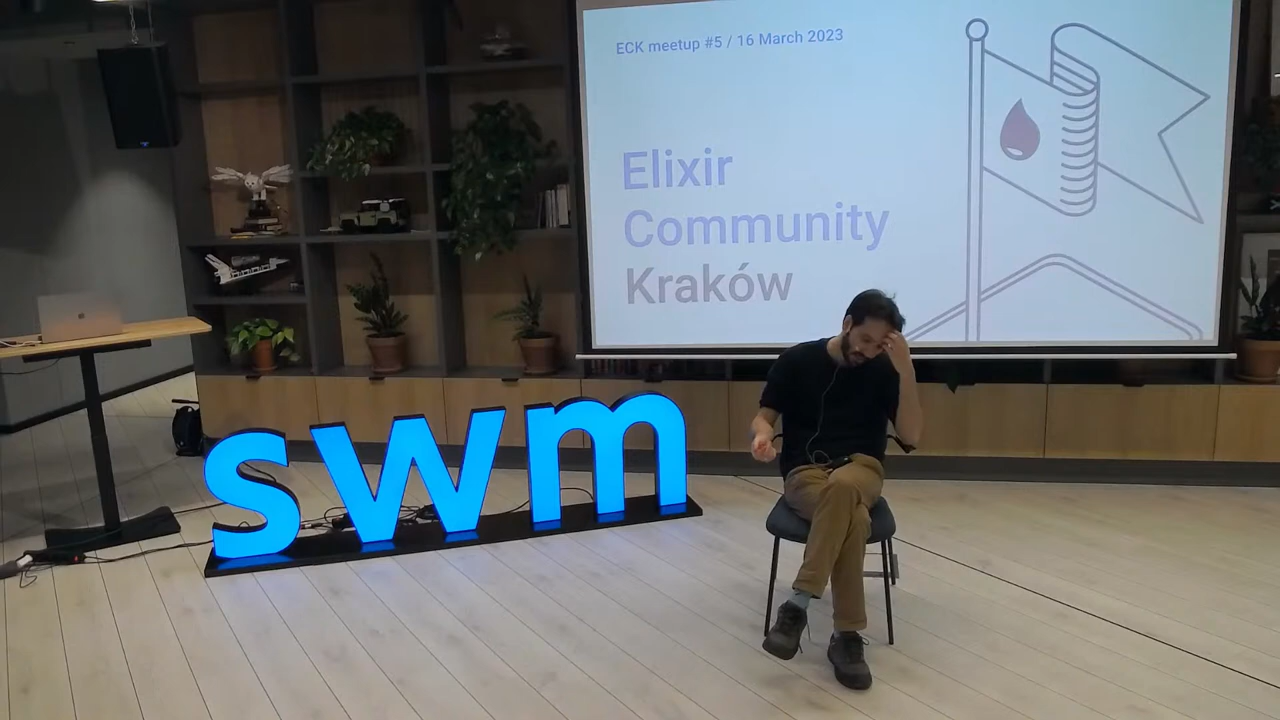 ECK meetup #5 / 16 March 2023
Elixir
Community
Kraków
swm